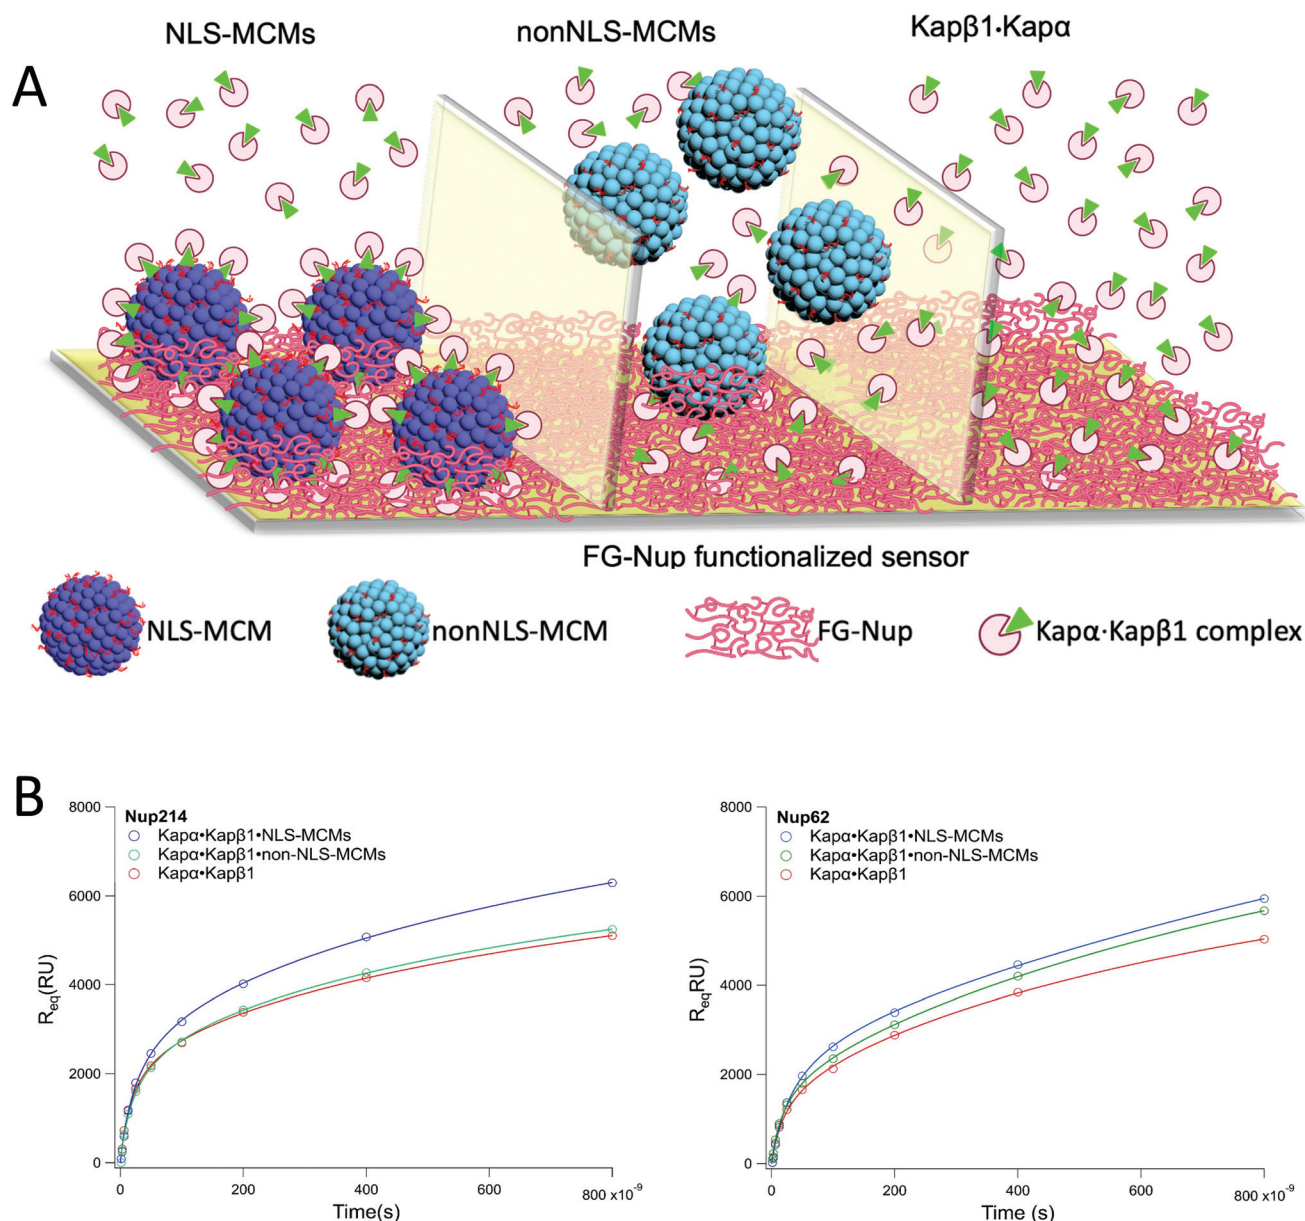 NLS-MCMs
nonNLS-MCMs
Kapβ1·Kapα
A
FG-Nup functionalized sensor
NLS-MCM
nonNLS-MCM
FG-Nup
Kapα·Kapβ1 complex
B
Nup214
Kapα•Kapβ1•NLS-MCMs
Kapα•Kapβ1•non-NLS-MCMs
Kapα•Kapβ1
8000
6000
4000
2000
0
Req(RU)
0 200 400 600 800 x10⁻⁹
Time(s)
Nup62
Kapα•Kapβ1•NLS-MCMs
Kapα•Kapβ1•non-NLS-MCMs
Kapα•Kapβ1
8000
6000
4000
2000
0
ReqRU)
0 200 400 600 800 x10⁻⁹
Time (s)